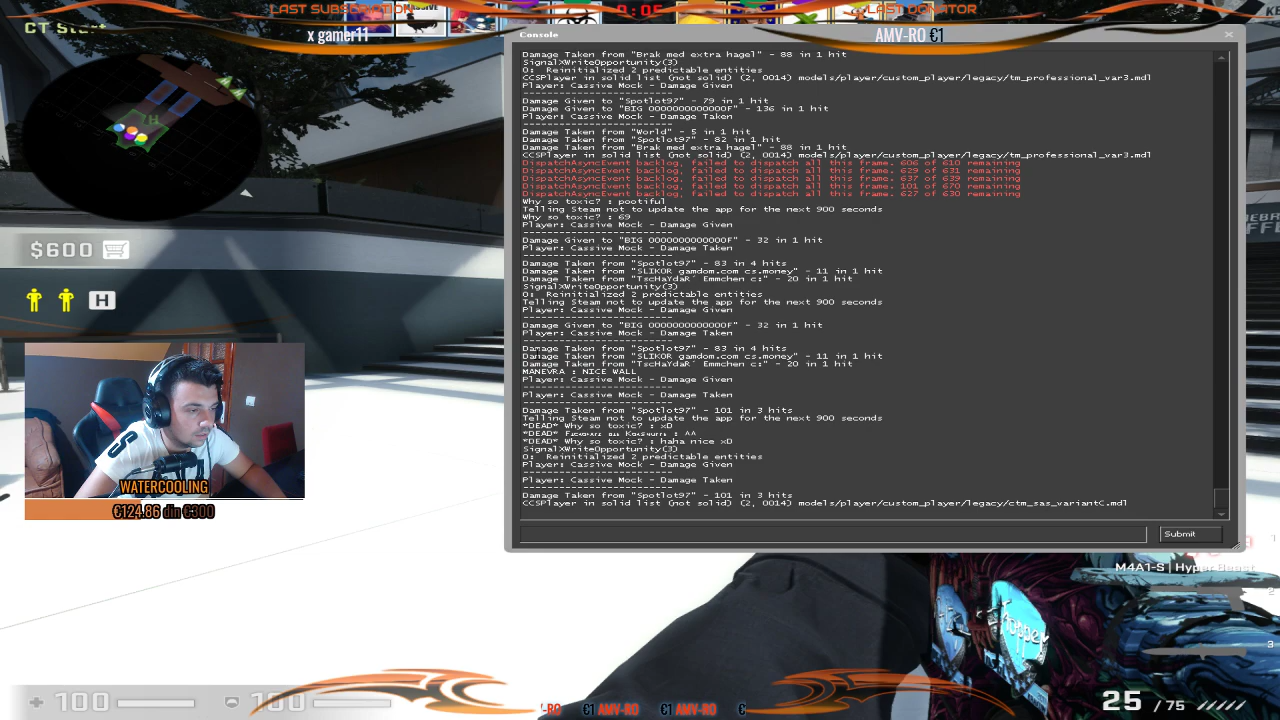 LAST SUBSCRIPTION
x gamer11
LAST DONATOR
AMV-RO €1
CT Start
$600
H
WATERCOOLING
€124.86 din €300
Console
Damage Taken from "Brak med extra hagel" - 88 in 1 hit
SignalXWriteOpportunity(3)
0: Reinitialized 2 predictable entities
CCSPlayer in solid list (not solid) (2, 0014) models/player/custom_player/legacy/tm_professional_var3.mdl
Player: Cassive Mock - Damage Given
-------------------------
Damage Given to "Spotlot97" - 79 in 1 hit
Damage Given to "BIG 0000000000000F" - 136 in 1 hit
Player: Cassive Mock - Damage Taken
-------------------------
Damage Taken from "World" - 5 in 1 hit
Damage Taken from "Spotlot97" - 82 in 1 hit
Damage Taken from "Brak med extra hagel" - 88 in 1 hit
CCSPlayer in solid list (not solid) (2, 0014) models/player/custom_player/legacy/tm_professional_var3.mdl
DispatchAsyncEvent backlog, failed to dispatch all this frame. 606 of 610 remaining
DispatchAsyncEvent backlog, failed to dispatch all this frame. 629 of 631 remaining
DispatchAsyncEvent backlog, failed to dispatch all this frame. 637 of 639 remaining
DispatchAsyncEvent backlog, failed to dispatch all this frame. 101 of 670 remaining
DispatchAsyncEvent backlog, failed to dispatch all this frame. 627 of 630 remaining
Why so toxic? : pootiful
Telling Steam not to update the app for the next 900 seconds
Why so toxic? : 69
Player: Cassive Mock - Damage Given
-------------------------
Damage Given to "BIG 0000000000000F" - 32 in 1 hit
Player: Cassive Mock - Damage Taken
-------------------------
Damage Taken from "Spotlot97" - 83 in 4 hits
Damage Taken from "SLIKOR gamdom.com cs.money" - 11 in 1 hit
Damage Taken from "TscHaYdaR´ Emmchen c:" - 20 in 1 hit
SignalXWriteOpportunity(3)
0: Reinitialized 2 predictable entities
Telling Steam not to update the app for the next 900 seconds
Player: Cassive Mock - Damage Given
-------------------------
Damage Given to "BIG 0000000000000F" - 32 in 1 hit
Player: Cassive Mock - Damage Taken
-------------------------
Damage Taken from "Spotlot97" - 83 in 4 hits
Damage Taken from "SLIKOR gamdom.com cs.money" - 11 in 1 hit
Damage Taken from "TscHaYdaR´ Emmchen c:" - 20 in 1 hit
MANEVRA : NICE WALL
Player: Cassive Mock - Damage Given
-------------------------
Player: Cassive Mock - Damage Taken
-------------------------
Damage Taken from "Spotlot97" - 101 in 3 hits
Telling Steam not to update the app for the next 900 seconds
*DEAD* Why so toxic? : xD
*DEAD* : ^^
*DEAD* Why so toxic? : haha nice xD
SignalXWriteOpportunity(3)
0: Reinitialized 2 predictable entities
Player: Cassive Mock - Damage Given
-------------------------
Player: Cassive Mock - Damage Taken
-------------------------
Damage Taken from "Spotlot97" - 101 in 3 hits
CCSPlayer in solid list (not solid) (2, 0014) models/player/custom_player/legacy/ctm_sas_variantC.mdl
Submit
M4A1-S | Hyper Beast
1
2
3
100
100
25 / 75
-RO €1 AMV-RO €1 AMV-RO €